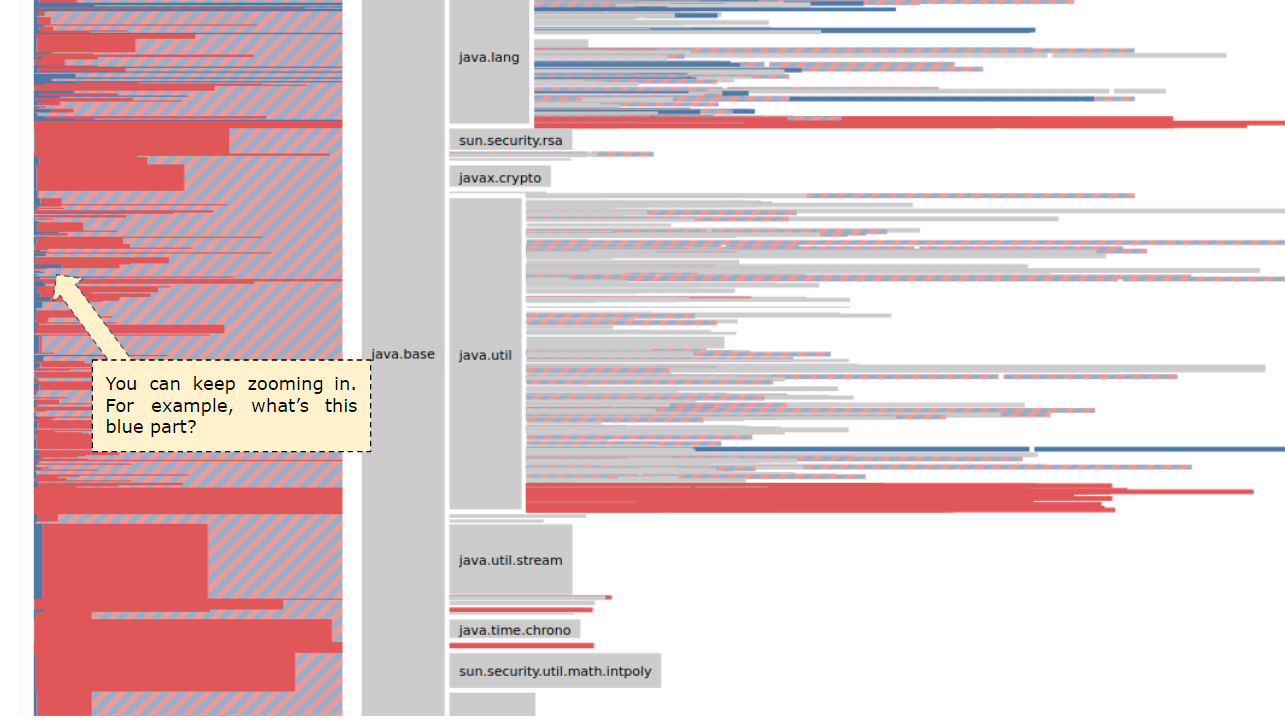 java.lang
sun.security.rsa
javax.crypto
java.base
java.util
You can keep zooming in.
For example, what’s this
blue part?
java.util.stream
java.time.chrono
sun.security.util.math.intpoly